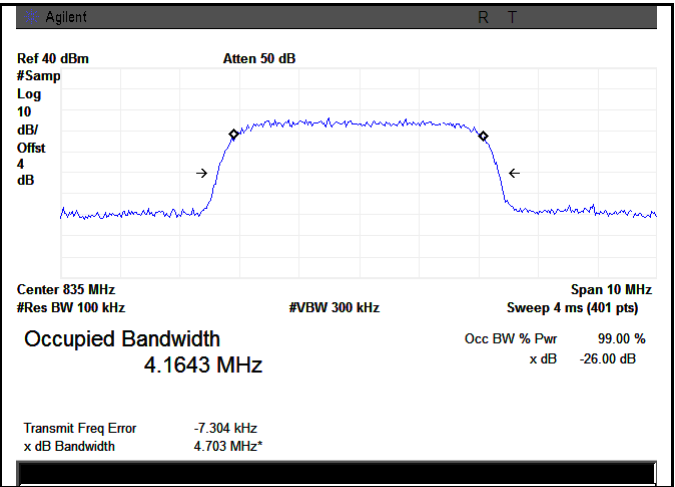 Agilent R T
Ref 40 dBm Atten 50 dB
#Samp
Log
10
dB/
Offst
4
dB
Center 835 MHz Span 10 MHz
#Res BW 100 kHz #VBW 300 kHz Sweep 4 ms (401 pts)
Occupied Bandwidth Occ BW % Pwr 99.00 %
4.1643 MHz x dB -26.00 dB
Transmit Freq Error -7.304 kHz
x dB Bandwidth 4.703 MHz*